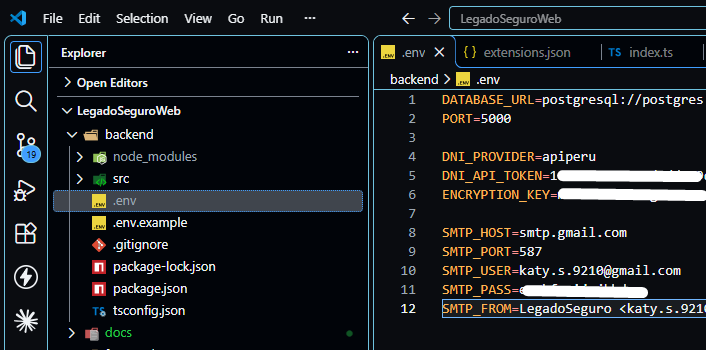 File Edit Selection View Go Run ···
LegadoSeguroWeb
Explorer ···
Open Editors
LegadoSeguroWeb
backend
node_modules
src
.env
.env.example
.gitignore
package-lock.json
package.json
tsconfig.json
docs
19
.env
extensions.json
TS index.ts
backend > .env
1 DATABASE_URL=postgresql://postgres
2 PORT=5000
3
4 DNI_PROVIDER=apiperu
5 DNI_API_TOKEN=1
6 ENCRYPTION_KEY=
7
8 SMTP_HOST=smtp.gmail.com
9 SMTP_PORT=587
10 SMTP_USER=katy.s.9210@gmail.com
11 SMTP_PASS=
12 SMTP_FROM=LegadoSeguro <katy.s.9210